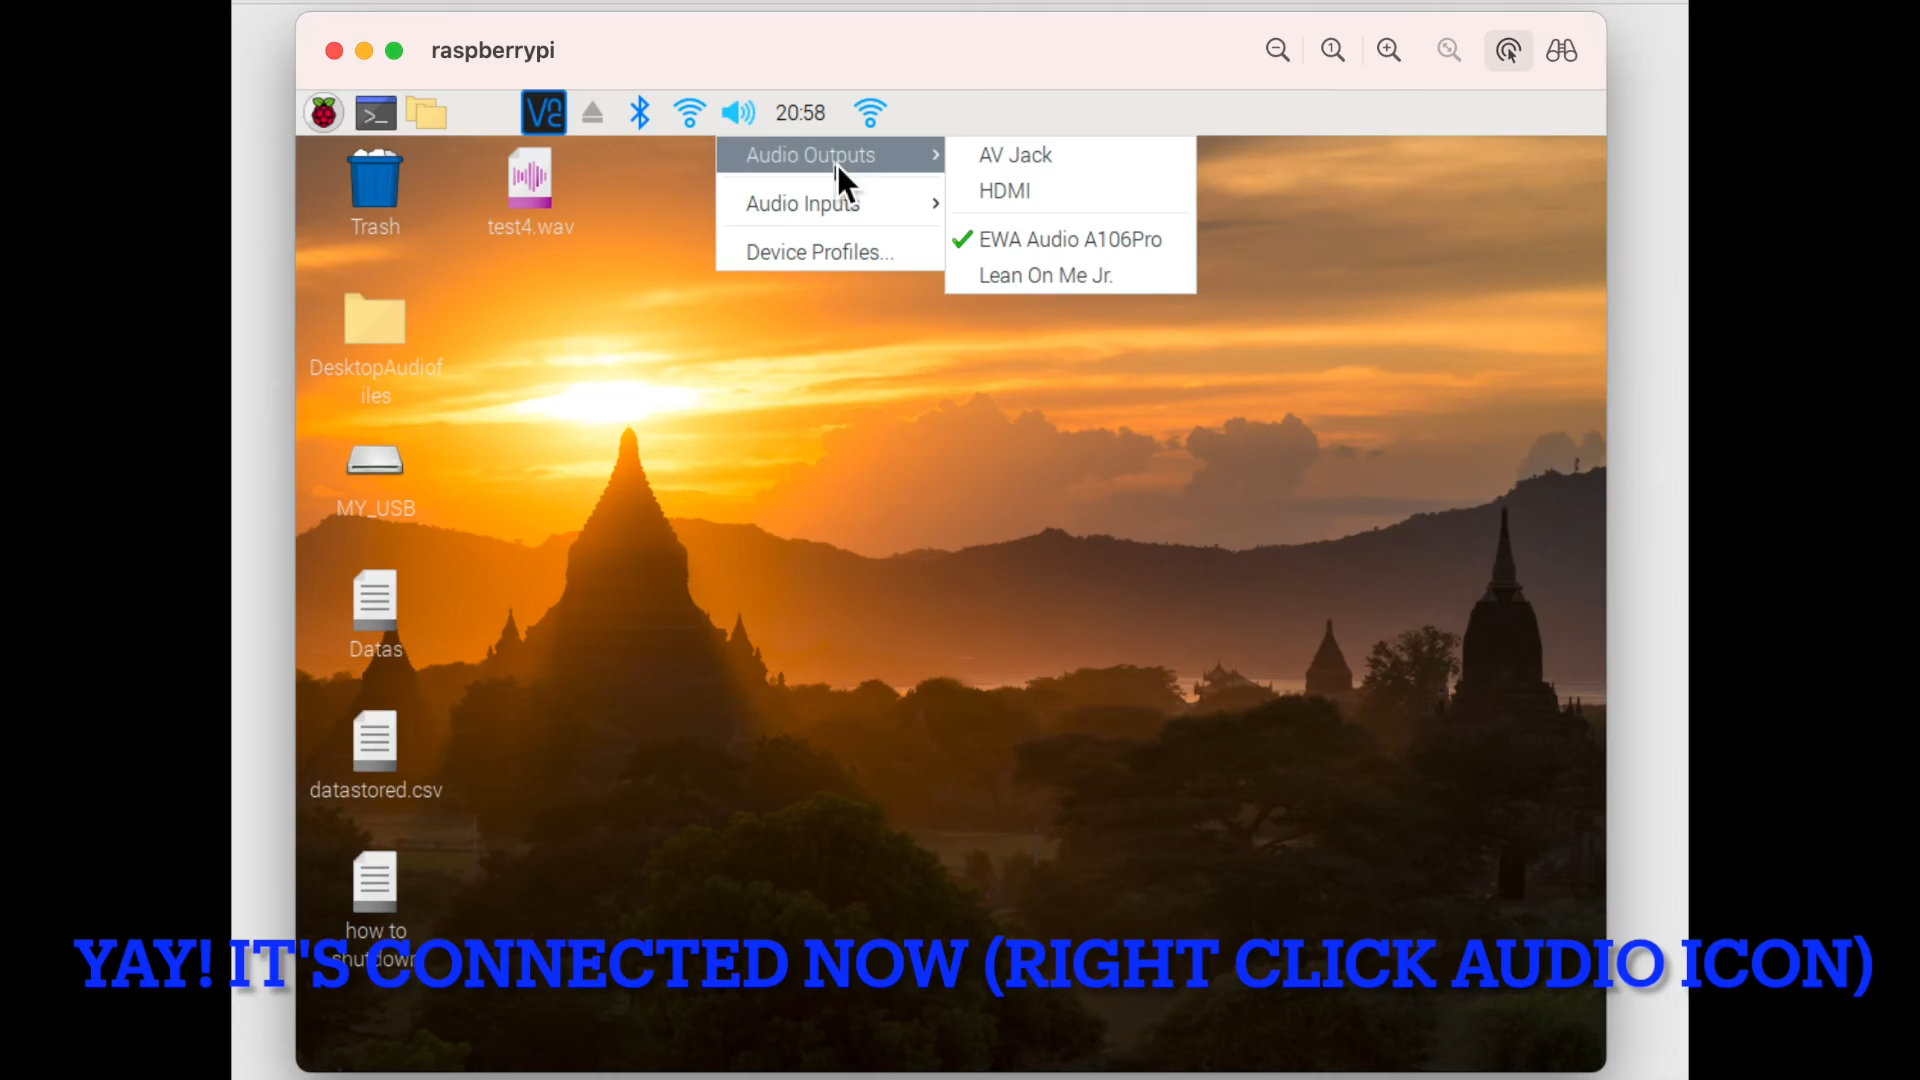 raspberrypi
20:58
Audio Outputs
Audio Inputs
Device Profiles...
AV Jack
HDMI
EWA Audio A106Pro
Lean On Me Jr.
Trash
test4.wav
DesktopAudiof
iles
MY_USB
Datas
datastored.csv
how to
shutdown
YAY! IT'S CONNECTED NOW (RIGHT CLICK AUDIO ICON)